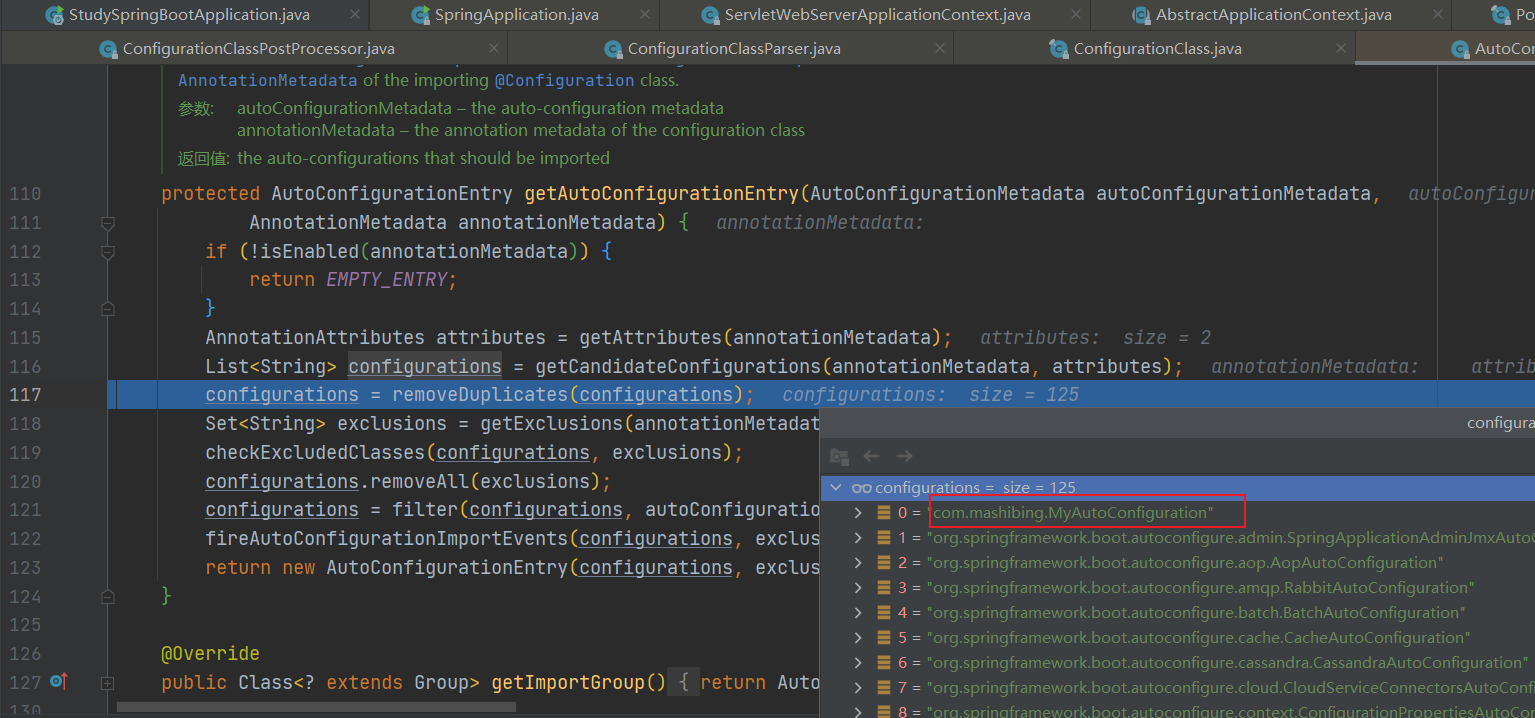 StudySpringBootApplication.java
SpringApplication.java
ServletWebServerApplicationContext.java
AbstractApplicationContext.java
Po
ConfigurationClassPostProcessor.java
ConfigurationClassParser.java
ConfigurationClass.java
AutoCon
AnnotationMetadata of the importing @Configuration class.
参数: autoConfigurationMetadata – the auto-configuration metadata
annotationMetadata – the annotation metadata of the configuration class
返回值: the auto-configurations that should be imported
110 protected AutoConfigurationEntry getAutoConfigurationEntry(AutoConfigurationMetadata autoConfigurationMetadata, autoConfigur
111 AnnotationMetadata annotationMetadata) { annotationMetadata:
112 if (!isEnabled(annotationMetadata)) {
113 return EMPTY_ENTRY;
114 }
115 AnnotationAttributes attributes = getAttributes(annotationMetadata); attributes: size = 2
116 List<String> configurations = getCandidateConfigurations(annotationMetadata, attributes); annotationMetadata: attrib
117 configurations = removeDuplicates(configurations); configurations: size = 125
118 Set<String> exclusions = getExclusions(annotationMetadat
119 checkExcludedClasses(configurations, exclusions);
120 configurations.removeAll(exclusions);
121 configurations = filter(configurations, autoConfiguration
122 fireAutoConfigurationImportEvents(configurations, exclus
123 return new AutoConfigurationEntry(configurations, exclus
124 }
125
126 @Override
127 public Class<? extends Group> getImportGroup() { return Auto
130
configura
configurations = size = 125
0 = "com.mashibing.MyAutoConfiguration"
1 = "org.springframework.boot.autoconfigure.admin.SpringApplicationAdminJmxAutoC
2 = "org.springframework.boot.autoconfigure.aop.AopAutoConfiguration"
3 = "org.springframework.boot.autoconfigure.amqp.RabbitAutoConfiguration"
4 = "org.springframework.boot.autoconfigure.batch.BatchAutoConfiguration"
5 = "org.springframework.boot.autoconfigure.cache.CacheAutoConfiguration"
6 = "org.springframework.boot.autoconfigure.cassandra.CassandraAutoConfiguration"
7 = "org.springframework.boot.autoconfigure.cloud.CloudServiceConnectorsAutoConfi
8 = "org.springframework.boot.autoconfigure.context.ConfigurationPropertiesAutoCon